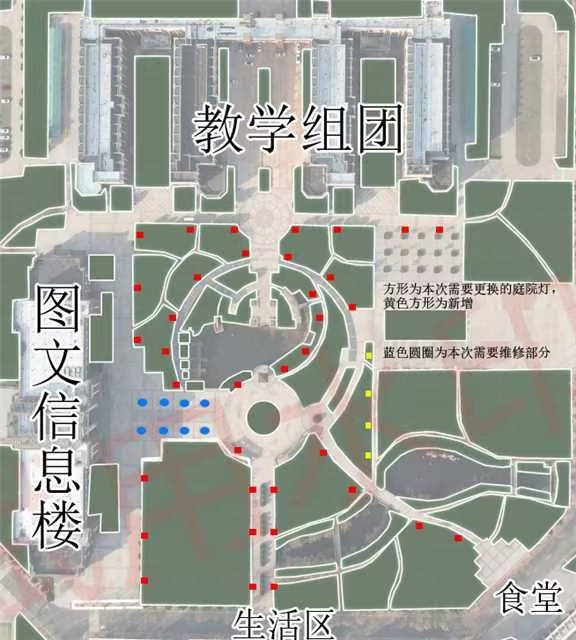 教学组团
方形为本次需要更换的庭院灯，
黄色方形为新增
蓝色圆圈为本次需要维修部分
图文信息楼
食堂
生活区